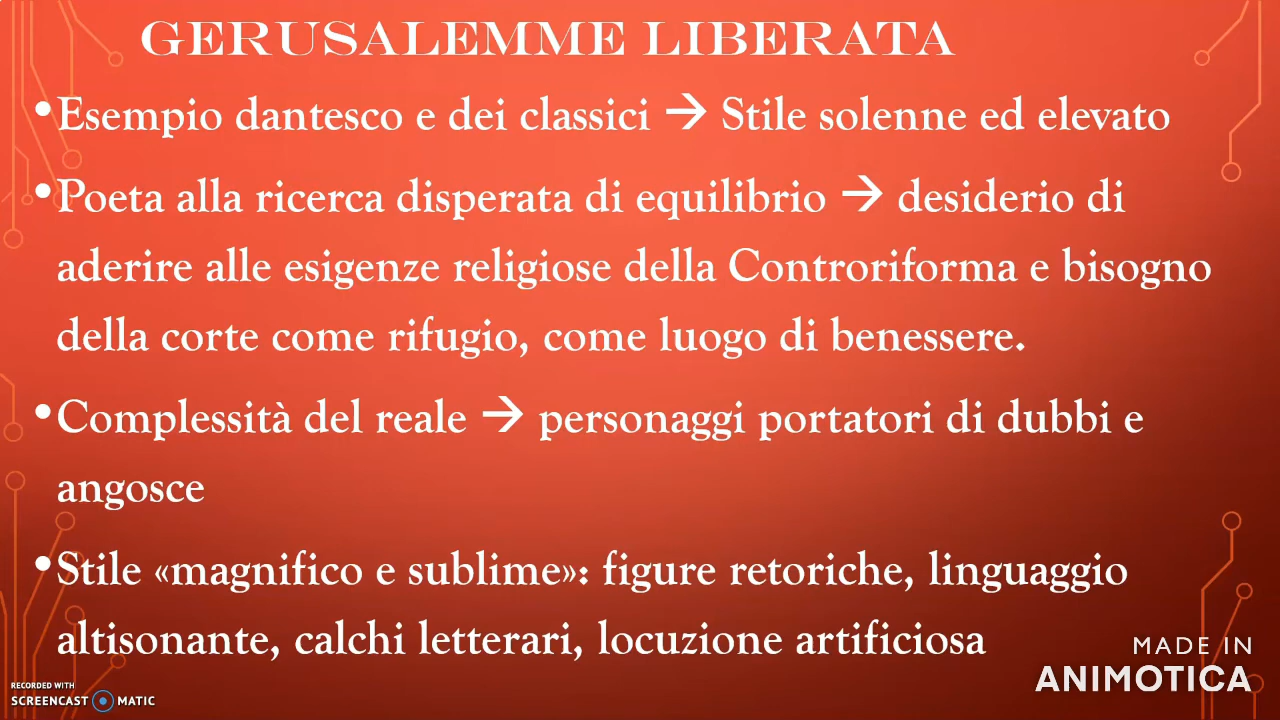 GERUSALEMME LIBERATA
•Esempio dantesco e dei classici → Stile solenne ed elevato
•Poeta alla ricerca disperata di equilibrio → desiderio di
aderire alle esigenze religiose della Controriforma e bisogno
della corte come rifugio, come luogo di benessere.
•Complessità del reale → personaggi portatori di dubbi e
angosce
•Stile «magnifico e sublime»: figure retoriche, linguaggio
altisonante, calchi letterari, locuzione artificiosa
MADE IN
ANIMOTICA
RECORDED WITH
SCREENCAST MATIC